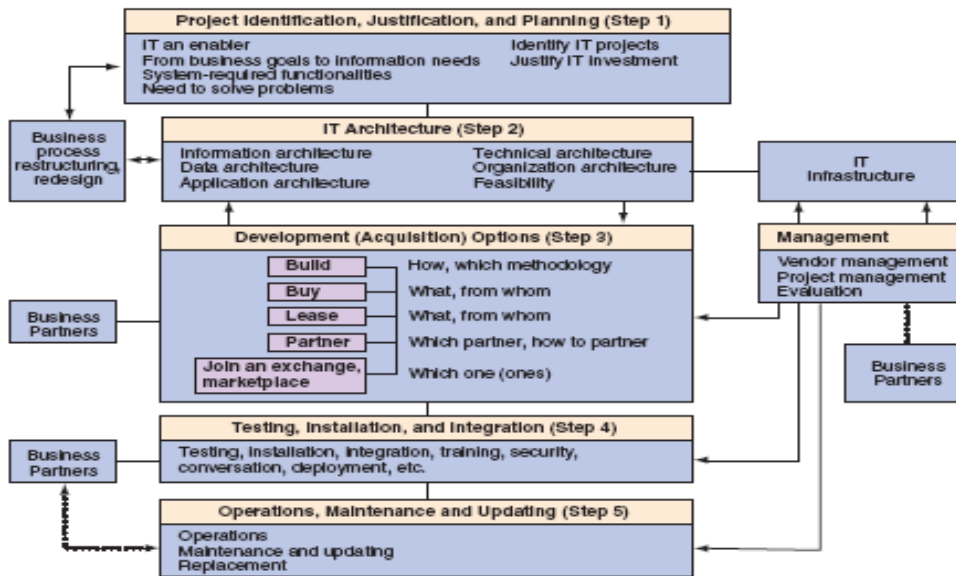 Project Identification, Justification, and Planning (Step 1)
IT an enabler
From business goals to information needs
System-required functionalities
Need to solve problems
Identify IT projects
Justify IT investment
Business
process
restructuring,
redesign
IT Architecture (Step 2)
Information architecture
Data architecture
Application architecture
Technical architecture
Organization architecture
Feasibility
IT
Infrastructure
Development (Acquisition) Options (Step 3)
Build
How, which methodology
Buy
What, from whom
Lease
What, from whom
Partner
Which partner, how to partner
Join an exchange,
marketplace
Which one (ones)
Management
Vendor management
Project management
Evaluation
Business
Partners
Business
Partners
Testing, Installation, and Integration (Step 4)
Testing, installation, integration, training, security,
conversation, deployment, etc.
Business
Partners
Operations, Maintenance and Updating (Step 5)
Operations
Maintenance and updating
Replacement